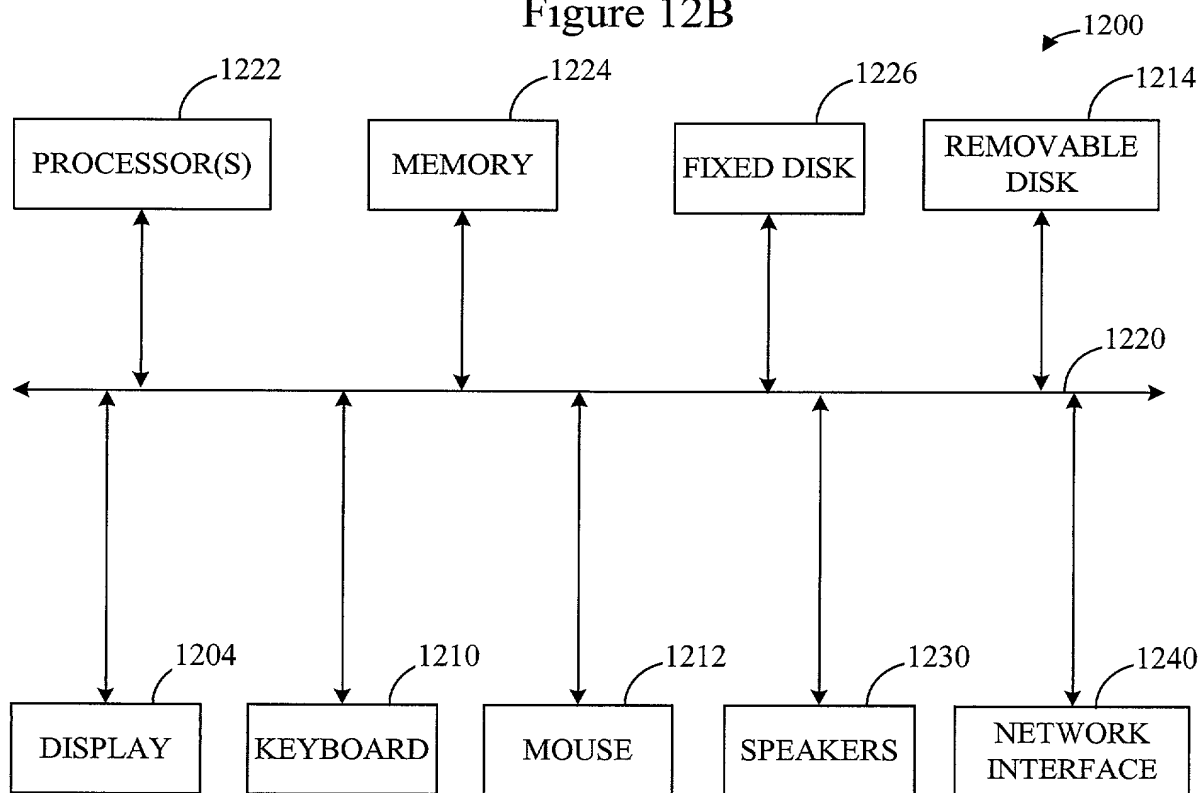 Figure 12B
1200
1222
1224
1226
1214
PROCESSOR(S)
MEMORY
FIXED DISK
REMOVABLE
DISK
1220
1204
1210
1212
1230
1240
DISPLAY
KEYBOARD
MOUSE
SPEAKERS
NETWORK
INTERFACE